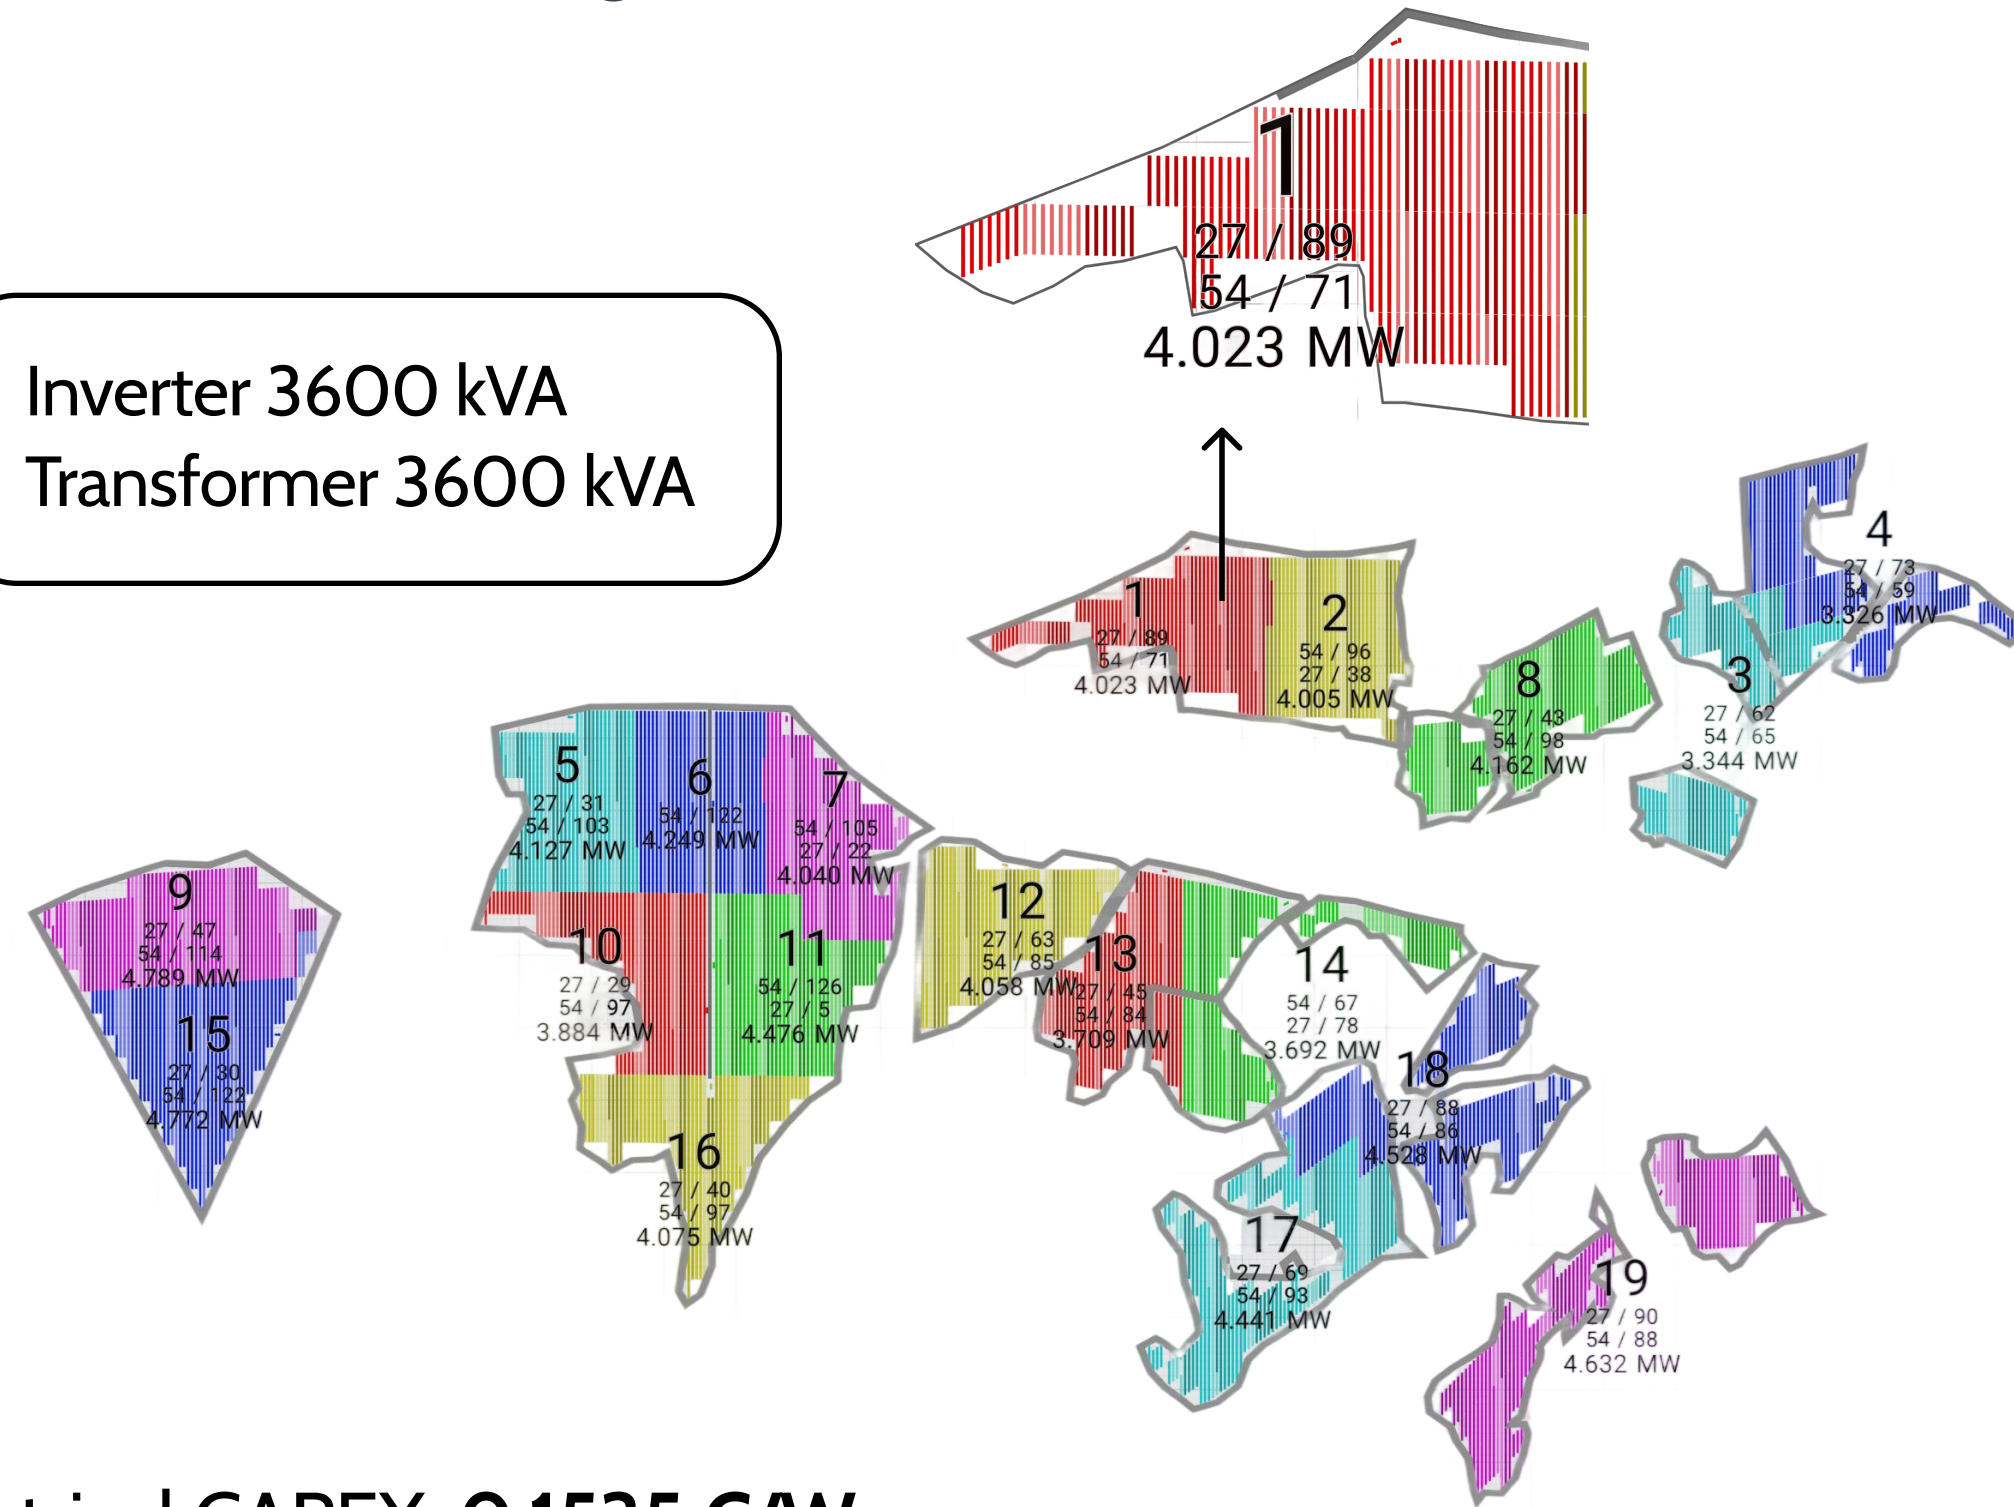 1
27 / 89
54 / 71
4.023 MW
Inverter 3600 kVA
Transformer 3600 kVA
1
27 / 89
54 / 71
4.023 MW
2
54 / 96
27 / 38
4.005 MW
4
27 / 73
54 / 59
3.326 MW
3
27 / 62
54 / 65
3.344 MW
8
27 / 43
54 / 98
4.162 MW
5
27 / 31
54 / 103
4.127 MW
6
54 / 122
4.249 MW
7
54 / 105
27 / 22
4.040 MW
9
27 / 47
54 / 114
4.789 MW
10
27 / 29
54 / 97
3.884 MW
11
54 / 126
27 / 5
4.476 MW
12
27 / 63
54 / 85
4.058 MW
13
27 / 45
54 / 84
3.709 MW
14
54 / 67
27 / 78
3.692 MW
15
27 / 30
54 / 122
4.772 MW
16
27 / 40
54 / 97
4.075 MW
17
27 / 69
54 / 93
4.441 MW
18
27 / 88
54 / 86
4.528 MW
19
27 / 90
54 / 88
4.632 MW
CAPEX